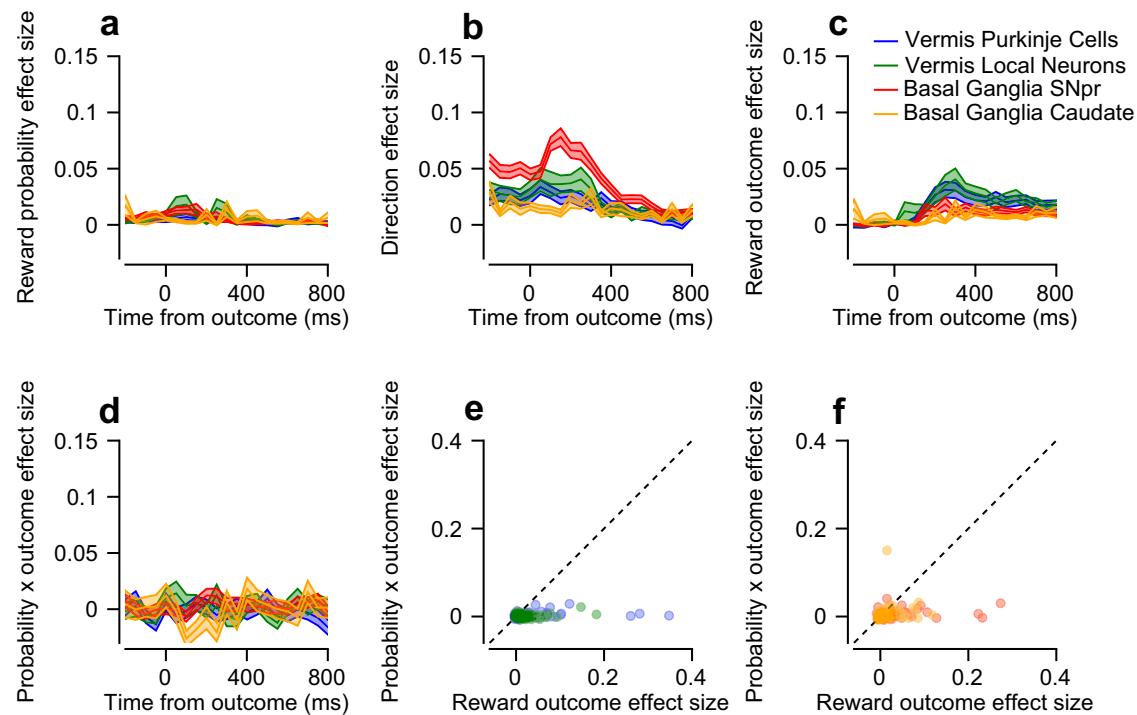 a
Reward probability effect size
0.15
0.1
0.05
0
0 400 800
Time from outcome (ms)
b
Direction effect size
0.15
0.1
0.05
0
0 400 800
Time from outcome (ms)
c
Reward outcome effect size
0.15
0.1
0.05
0
0 400 800
Time from outcome (ms)
Vermis Purkinje Cells
Vermis Local Neurons
Basal Ganglia SNpr
Basal Ganglia Caudate
d
Probability x outcome effect size
0.15
0.1
0.05
0
0 400 800
Time from outcome (ms)
e
Probability x outcome effect size
0.4
0.2
0
0 0.2 0.4
Reward outcome effect size
f
Probability x outcome effect size
0.4
0.2
0
0 0.2 0.4
Reward outcome effect size